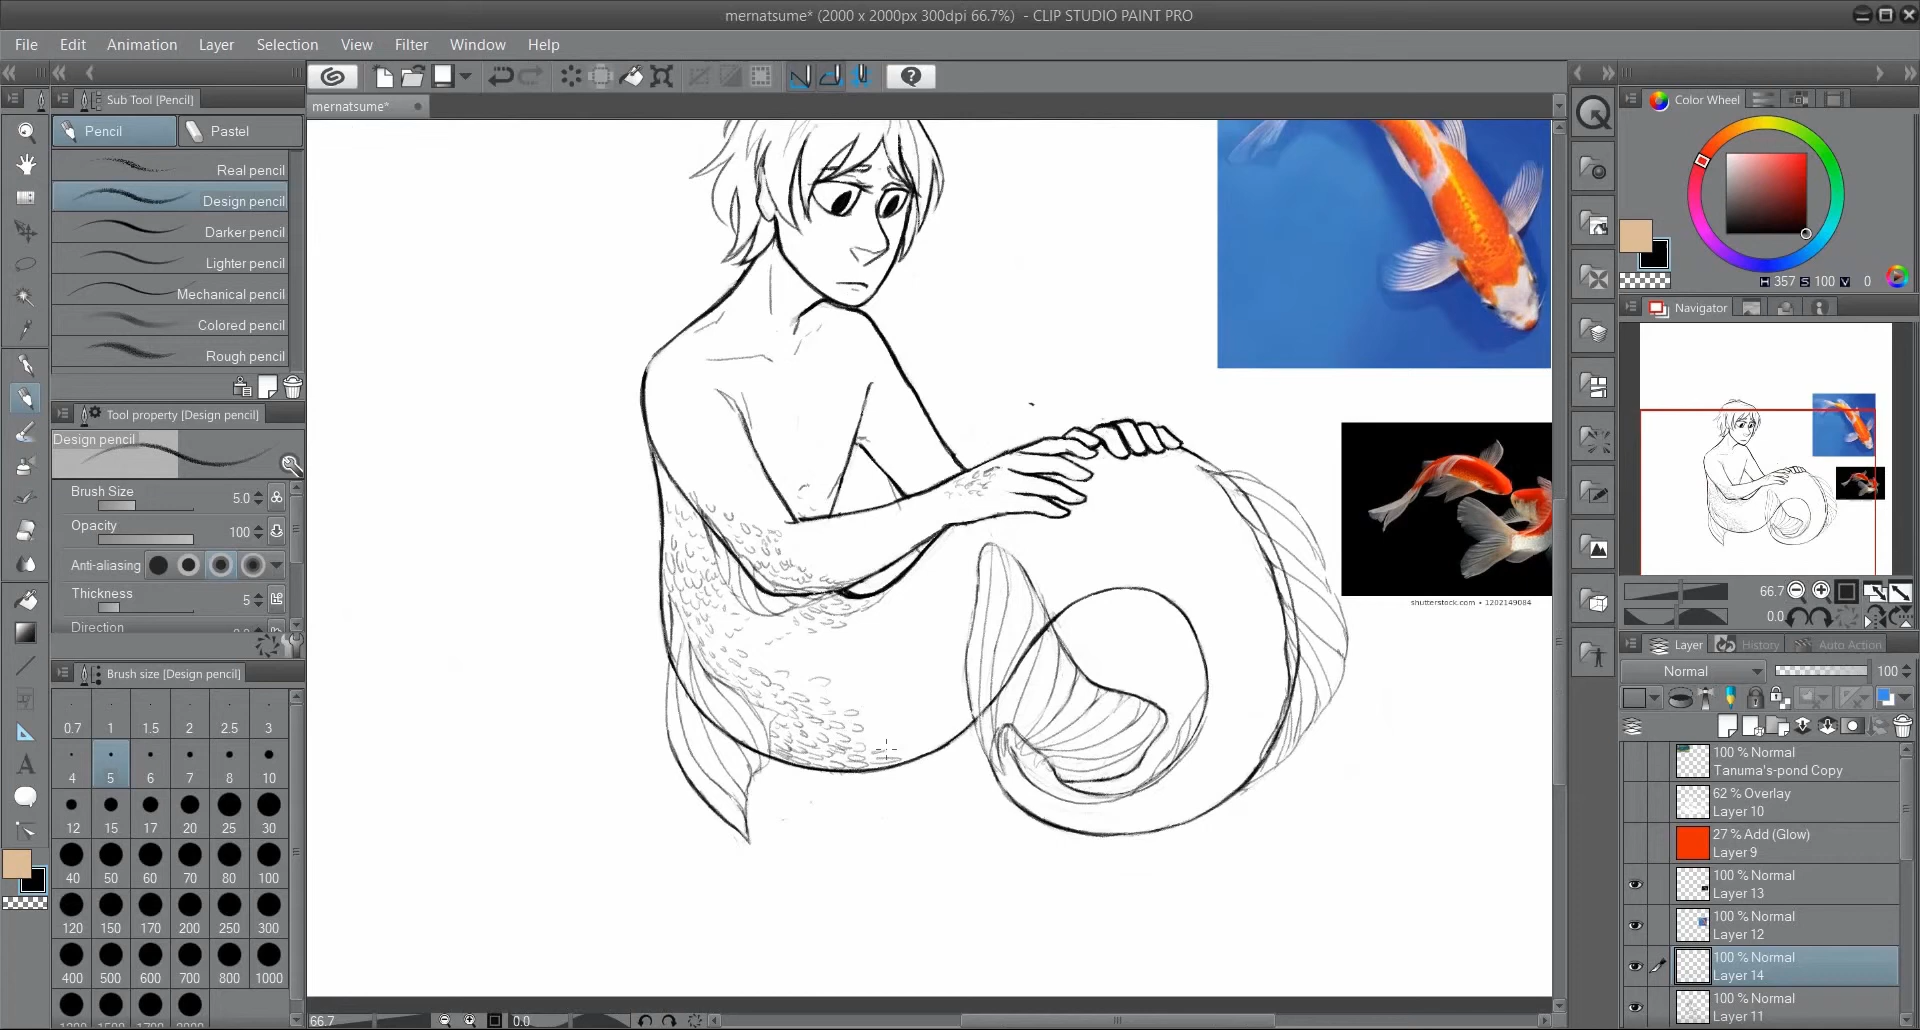 mernatsume* (2000 x 2000px 300dpi 66.7%) - CLIP STUDIO PAINT PRO
File Edit Animation Layer Selection View Filter Window Help
Sub Tool [Pencil]
mernatsume*
Color Wheel
Pencil Pastel
Real pencil
Design pencil
Darker pencil
Lighter pencil
Mechanical pencil
Colored pencil
Rough pencil
H 357 S 100 V 0
Navigator
Tool property [Design pencil]
Design pencil
Brush Size 5.0
Opacity 100
Anti-aliasing
Thickness 5
Direction
shutterstock.com • 1202149084
66.7
0.0
Brush size [Design pencil]
0.7 1 1.5 2 2.5 3
4 5 6 7 8 10
12 15 17 20 25 30
40 50 60 70 80 100
120 150 170 200 250 300
400 500 600 700 800 1000
Layer History Auto Action
Normal 100
100 % Normal
Tanuma's-pond Copy
62 % Overlay
Layer 10
27 % Add (Glow)
Layer 9
100 % Normal
Layer 13
100 % Normal
Layer 12
100 % Normal
Layer 14
100 % Normal
Layer 11
66.7 0.0